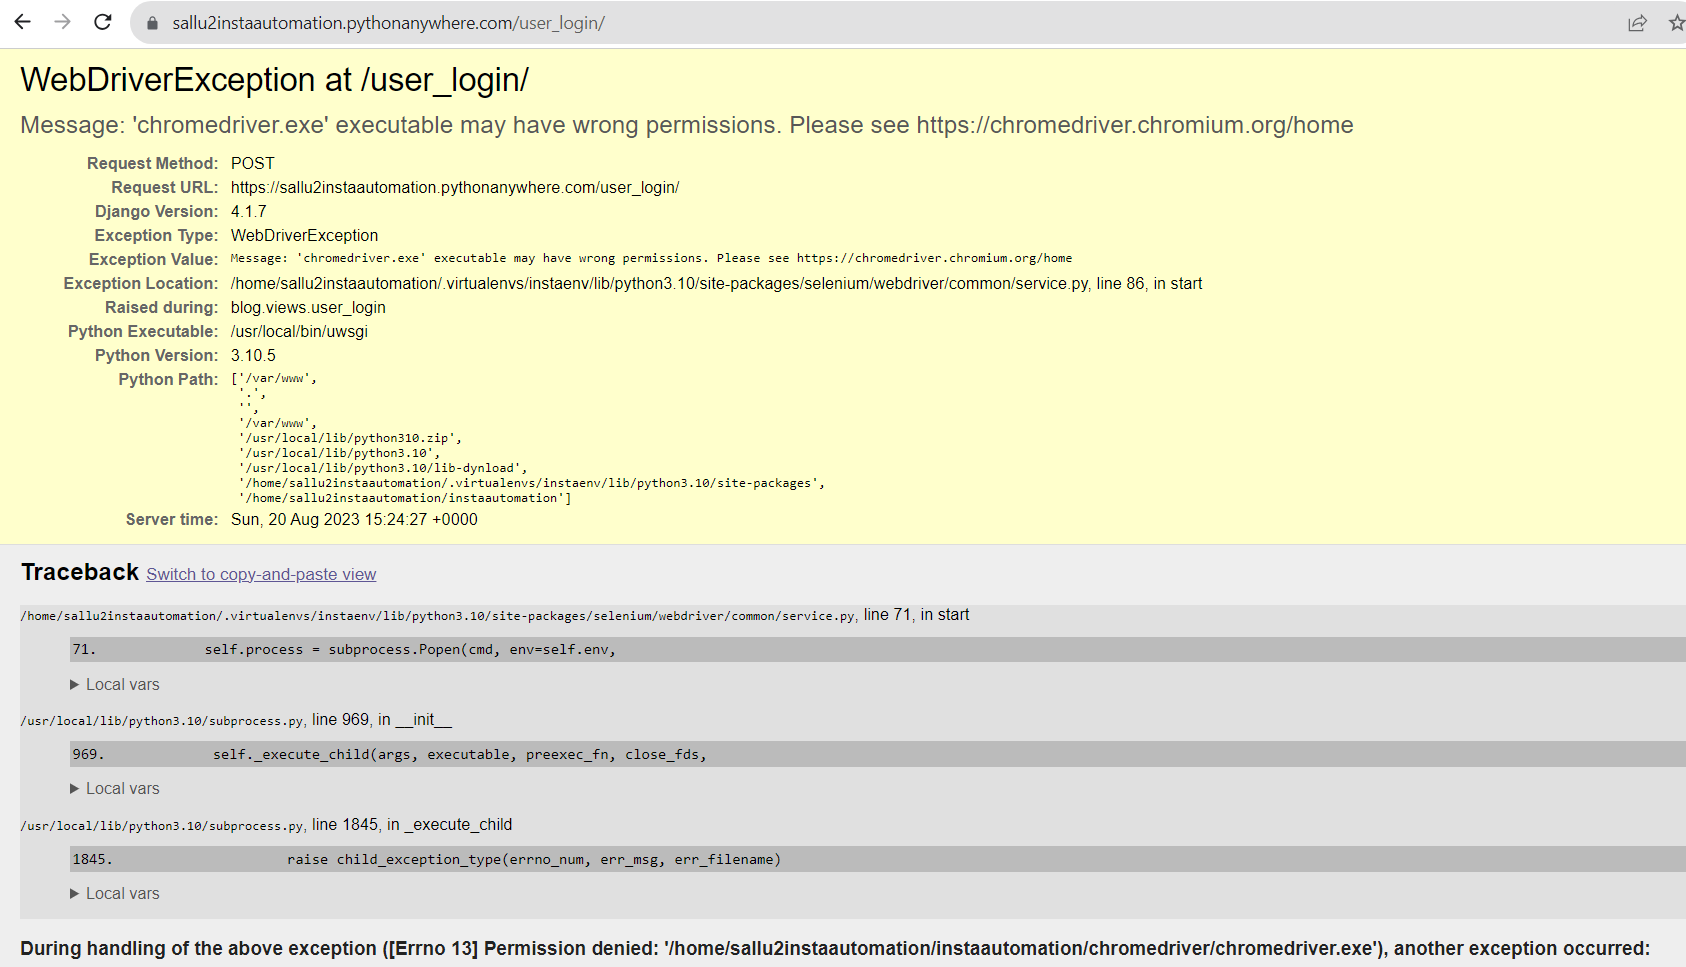 sallu2instaautomation.pythonanywhere.com/user_login/
WebDriverException at /user_login/
Message: 'chromedriver.exe' executable may have wrong permissions. Please see https://chromedriver.chromium.org/home
Request Method: POST
Request URL: https://sallu2instaautomation.pythonanywhere.com/user_login/
Django Version: 4.1.7
Exception Type: WebDriverException
Exception Value: Message: 'chromedriver.exe' executable may have wrong permissions. Please see https://chromedriver.chromium.org/home
Exception Location: /home/sallu2instaautomation/.virtualenvs/instaenv/lib/python3.10/site-packages/selenium/webdriver/common/service.py, line 86, in start
Raised during: blog.views.user_login
Python Executable: /usr/local/bin/uwsgi
Python Version: 3.10.5
Python Path: ['/var/www',
'.',
'',
'/var/www',
'/usr/local/lib/python310.zip',
'/usr/local/lib/python3.10',
'/usr/local/lib/python3.10/lib-dynload',
'/home/sallu2instaautomation/.virtualenvs/instaenv/lib/python3.10/site-packages',
'/home/sallu2instaautomation/instaautomation']
Server time: Sun, 20 Aug 2023 15:24:27 +0000
Traceback Switch to copy-and-paste view
/home/sallu2instaautomation/.virtualenvs/instaenv/lib/python3.10/site-packages/selenium/webdriver/common/service.py, line 71, in start
71. self.process = subprocess.Popen(cmd, env=self.env,
▶ Local vars
/usr/local/lib/python3.10/subprocess.py, line 969, in __init__
969. self._execute_child(args, executable, preexec_fn, close_fds,
▶ Local vars
/usr/local/lib/python3.10/subprocess.py, line 1845, in _execute_child
1845. raise child_exception_type(errno_num, err_msg, err_filename)
▶ Local vars
During handling of the above exception ([Errno 13] Permission denied: '/home/sallu2instaautomation/instaautomation/chromedriver/chromedriver.exe'), another exception occurred: